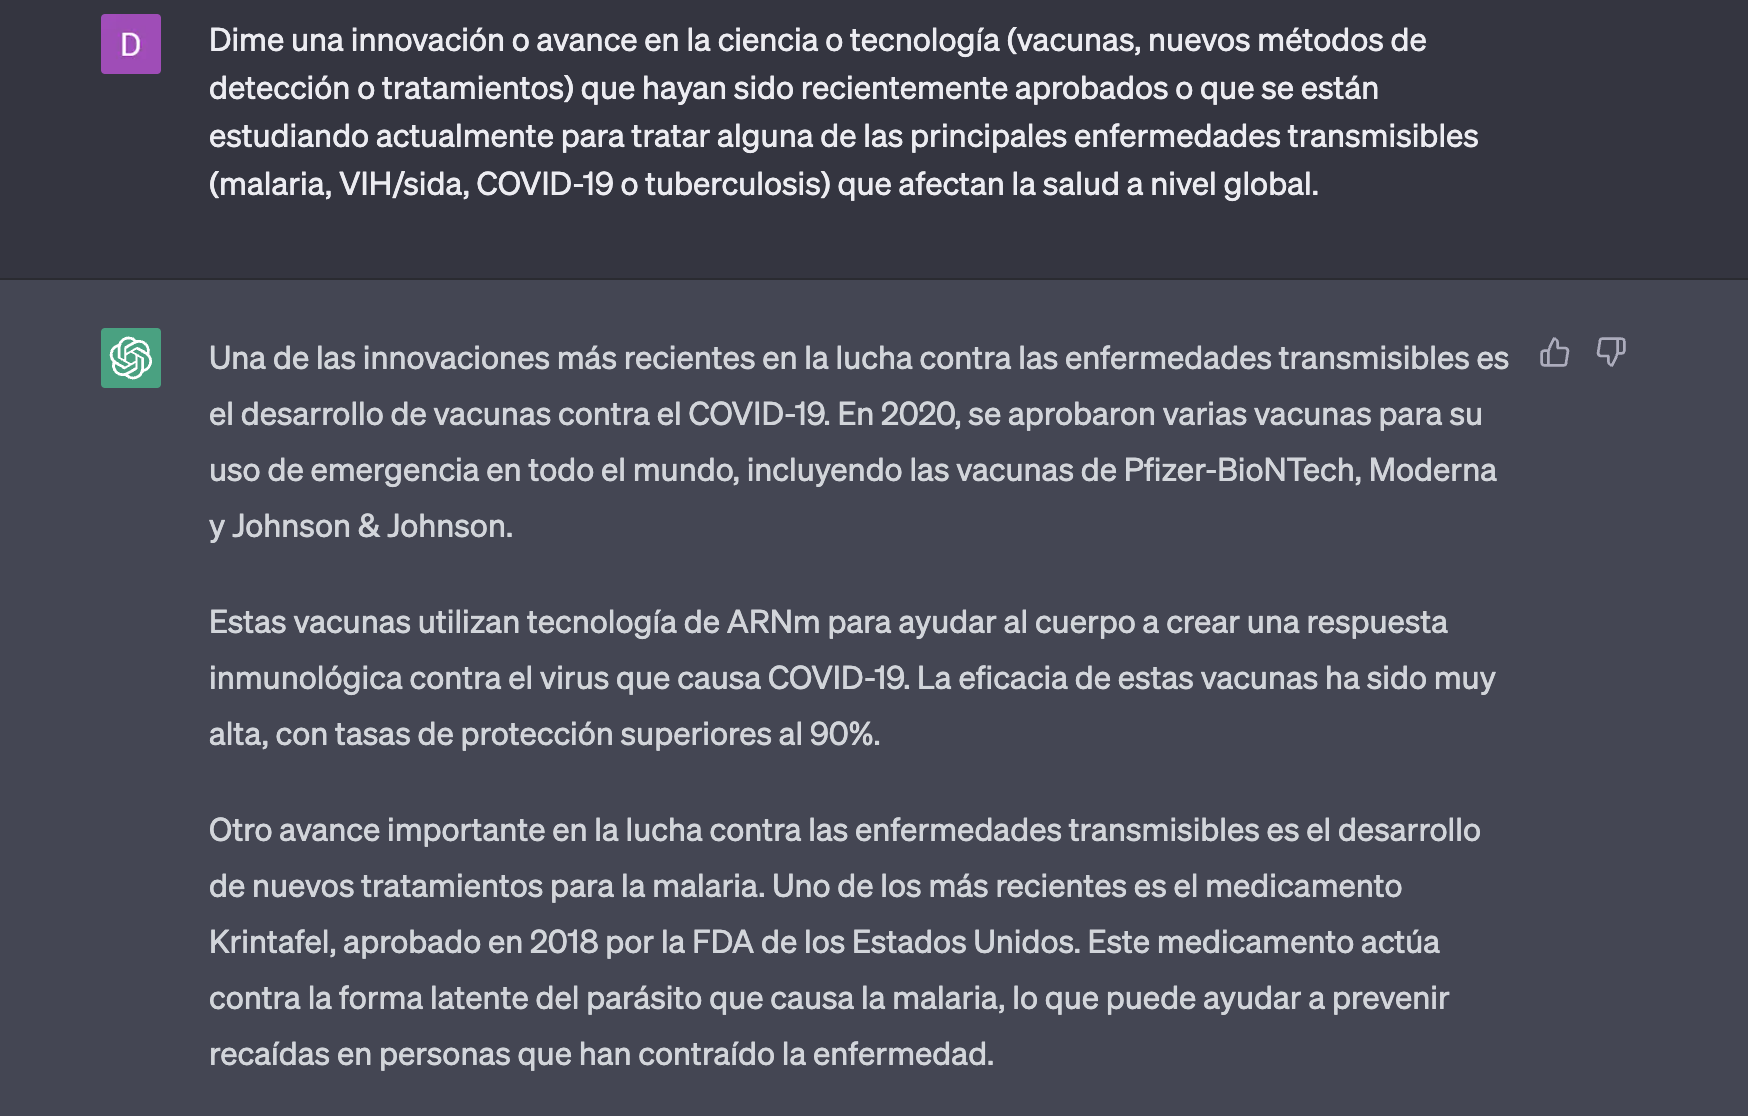 D
Dime una innovación o avance en la ciencia o tecnología (vacunas, nuevos métodos de
detección o tratamientos) que hayan sido recientemente aprobados o que se están
estudiando actualmente para tratar alguna de las principales enfermedades transmisibles
(malaria, VIH/sida, COVID-19 o tuberculosis) que afectan la salud a nivel global.
Una de las innovaciones más recientes en la lucha contra las enfermedades transmisibles es
el desarrollo de vacunas contra el COVID-19. En 2020, se aprobaron varias vacunas para su
uso de emergencia en todo el mundo, incluyendo las vacunas de Pfizer-BioNTech, Moderna
y Johnson & Johnson.
Estas vacunas utilizan tecnología de ARNm para ayudar al cuerpo a crear una respuesta
inmunológica contra el virus que causa COVID-19. La eficacia de estas vacunas ha sido muy
alta, con tasas de protección superiores al 90%.
Otro avance importante en la lucha contra las enfermedades transmisibles es el desarrollo
de nuevos tratamientos para la malaria. Uno de los más recientes es el medicamento
Krintafel, aprobado en 2018 por la FDA de los Estados Unidos. Este medicamento actúa
contra la forma latente del parásito que causa la malaria, lo que puede ayudar a prevenir
recaídas en personas que han contraído la enfermedad.